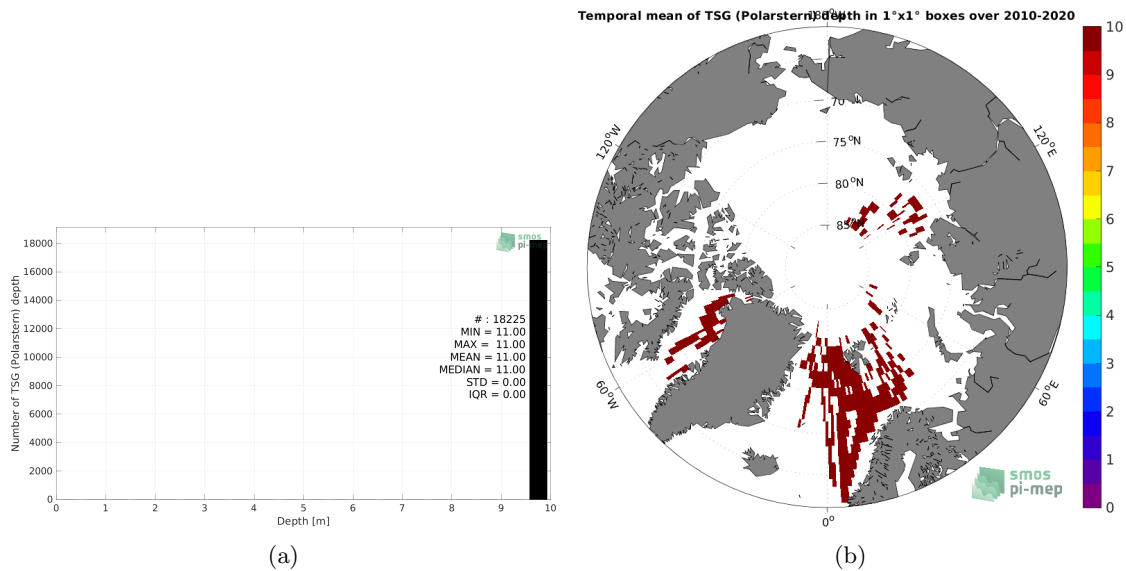 18000
16000
14000
12000
10000
8000
6000
4000
2000
0
Number of TSG (Polarstern) depth
smos
pi-mep
# : 18225
MIN = 11.00
MAX = 11.00
MEAN = 11.00
MEDIAN = 11.00
STD = 0.00
IQR = 0.00
0 1 2 3 4 5 6 7 8 9 10
Depth [m]
(a)
Temporal mean of TSG (Polarstern) depth in 1°x1° boxes over 2010-2020
180°
120°W
120°E
60°W
60°E
0°
70°N
75°N
80°N
85°N
10
9
8
7
6
5
4
3
2
1
0
smos
pi-mep
(b)